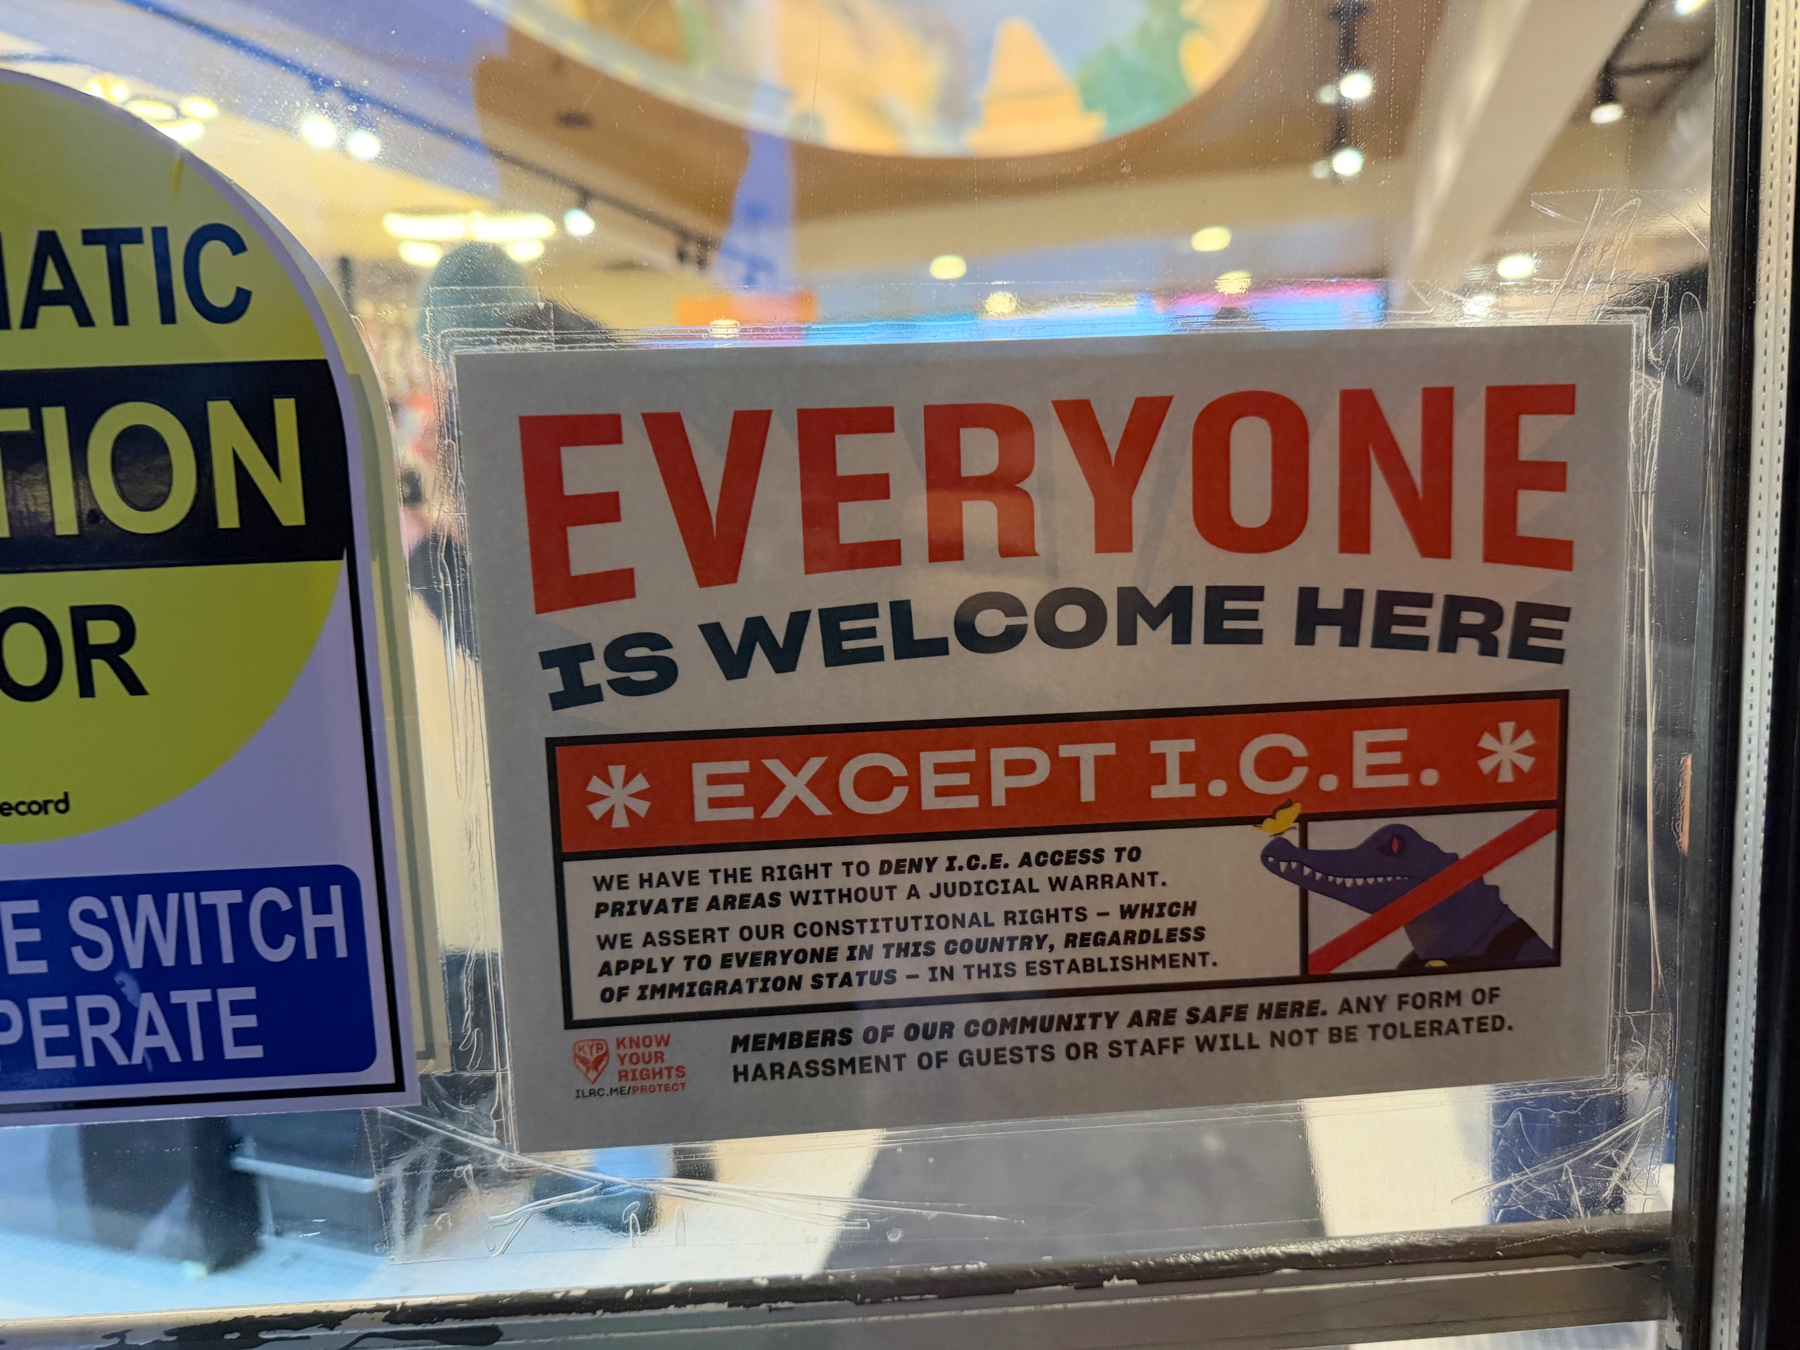 MATIC
TION
OOR
record
E SWITCH
PERATE
EVERYONE
IS WELCOME HERE
* EXCEPT I.C.E. *
WE HAVE THE RIGHT TO DENY I.C.E. ACCESS TO
PRIVATE AREAS WITHOUT A JUDICIAL WARRANT.
WE ASSERT OUR CONSTITUTIONAL RIGHTS – WHICH
APPLY TO EVERYONE IN THIS COUNTRY, REGARDLESS
OF IMMIGRATION STATUS – IN THIS ESTABLISHMENT.
KYR
KNOW
YOUR
RIGHTS
ILRC.ME/PROTECT
MEMBERS OF OUR COMMUNITY ARE SAFE HERE. ANY FORM OF
HARASSMENT OF GUESTS OR STAFF WILL NOT BE TOLERATED.